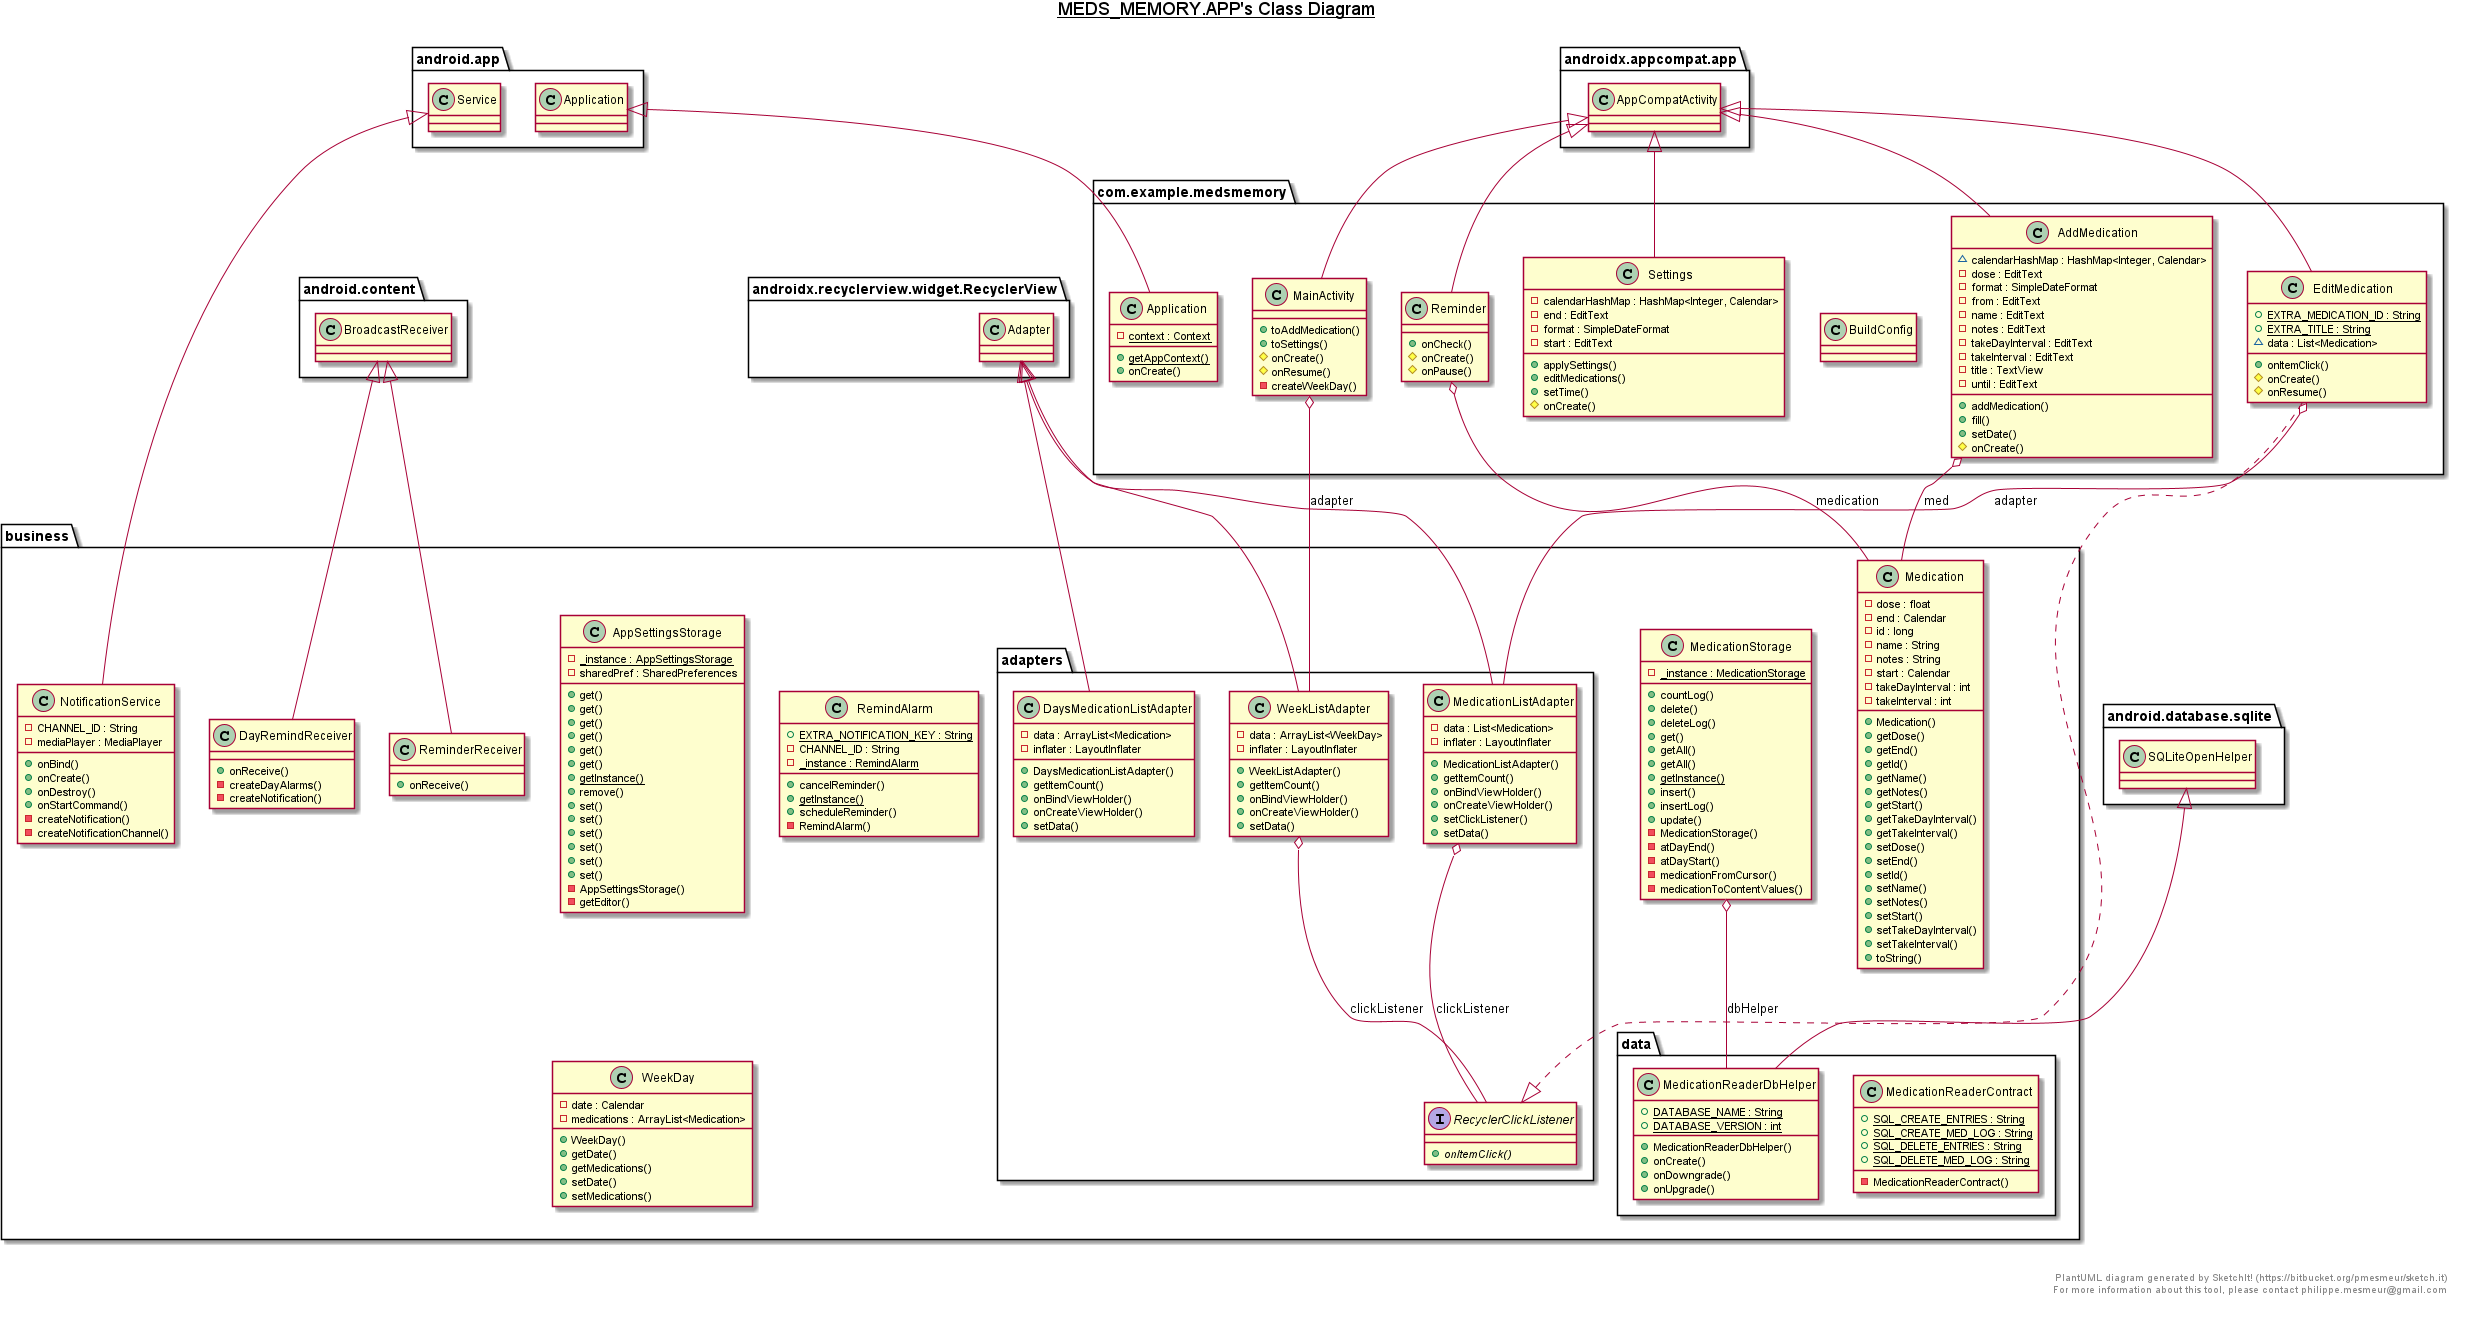 MEDS_MEMORY.APP's Class Diagram
android.app
Service
Application
androidx.appcompat.app
AppCompatActivity
com.example.medsmemory
Application
context : Context
getAppContext()
onCreate()
MainActivity
toAddMedication()
toSettings()
onCreate()
onResume()
createWeekDay()
Reminder
onCheck()
onCreate()
onPause()
Settings
calendarHashMap : HashMap<Integer, Calendar>
end : EditText
format : SimpleDateFormat
start : EditText
applySettings()
editMedications()
setTime()
onCreate()
BuildConfig
AddMedication
calendarHashMap : HashMap<Integer, Calendar>
dose : EditText
format : SimpleDateFormat
from : EditText
name : EditText
notes : EditText
takeDayInterval : EditText
takeInterval : EditText
title : TextView
until : EditText
addMedication()
fill()
setDate()
onCreate()
EditMedication
EXTRA_MEDICATION_ID : String
EXTRA_TITLE : String
data : List<Medication>
onItemClick()
onCreate()
onResume()
android.content
BroadcastReceiver
androidx.recyclerview.widget.RecyclerView
Adapter
adapter
medication
med
adapter
business
NotificationService
CHANNEL_ID : String
mediaPlayer : MediaPlayer
onBind()
onCreate()
onDestroy()
onStartCommand()
createNotification()
createNotificationChannel()
DayRemindReceiver
onReceive()
createDayAlarms()
createNotification()
ReminderReceiver
onReceive()
AppSettingsStorage
_instance : AppSettingsStorage
sharedPref : SharedPreferences
get()
get()
get()
get()
get()
get()
getInstance()
remove()
set()
set()
set()
set()
set()
set()
AppSettingsStorage()
getEditor()
RemindAlarm
EXTRA_NOTIFICATION_KEY : String
CHANNEL_ID : String
_instance : RemindAlarm
cancelReminder()
getInstance()
scheduleReminder()
RemindAlarm()
adapters
DaysMedicationListAdapter
data : ArrayList<Medication>
inflater : LayoutInflater
DaysMedicationListAdapter()
getItemCount()
onBindViewHolder()
onCreateViewHolder()
setData()
WeekListAdapter
data : ArrayList<WeekDay>
inflater : LayoutInflater
WeekListAdapter()
getItemCount()
onBindViewHolder()
onCreateViewHolder()
setData()
MedicationListAdapter
data : List<Medication>
inflater : LayoutInflater
MedicationListAdapter()
getItemCount()
onBindViewHolder()
onCreateViewHolder()
setClickListener()
setData()
MedicationStorage
_instance : MedicationStorage
countLog()
delete()
deleteLog()
get()
getAll()
getAll()
getInstance()
insert()
insertLog()
update()
MedicationStorage()
atDayEnd()
atDayStart()
medicationFromCursor()
medicationToContentValues()
Medication
dose : float
end : Calendar
id : long
name : String
notes : String
start : Calendar
takeDayInterval : int
takeInterval : int
Medication()
getDose()
getEnd()
getId()
getName()
getNotes()
getStart()
getTakeDayInterval()
getTakeInterval()
setDose()
setEnd()
setId()
setName()
setNotes()
setStart()
setTakeDayInterval()
setTakeInterval()
toString()
android.database.sqlite
SQLiteOpenHelper
clickListener
clickListener
dbHelper
WeekDay
date : Calendar
medications : ArrayList<Medication>
WeekDay()
getDate()
getMedications()
setDate()
setMedications()
RecyclerClickListener
onItemClick()
data
MedicationReaderDbHelper
DATABASE_NAME : String
DATABASE_VERSION : int
MedicationReaderDbHelper()
onCreate()
onDowngrade()
onUpgrade()
MedicationReaderContract
SQL_CREATE_ENTRIES : String
SQL_CREATE_MED_LOG : String
SQL_DELETE_ENTRIES : String
SQL_DELETE_MED_LOG : String
MedicationReaderContract()
PlantUML diagram generated by SketchIt! (https://bitbucket.org/pmesmeur/sketch.it)
For more information about this tool, please contact philippe.mesmeur@gmail.com